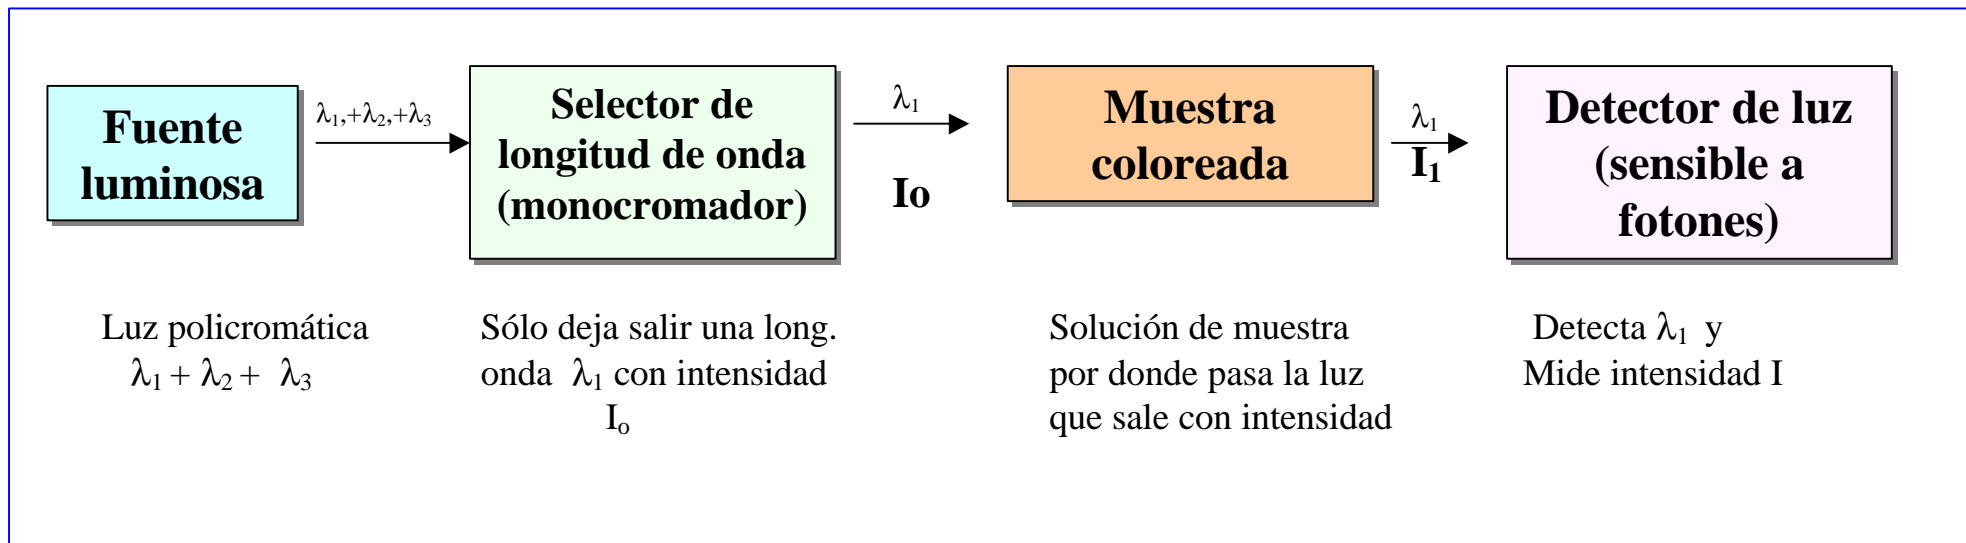 Fuente
luminosa
λ₁,+λ₂,+λ₃
Selector de
longitud de onda
(monocromador)
λ₁
Io
Muestra
coloreada
λ₁
I₁
Detector de luz
(sensible a
fotones)
Luz policromática
λ₁ + λ₂ + λ₃
Sólo deja salir una long.
onda λ₁ con intensidad
Iₒ
Solución de muestra
por donde pasa la luz
que sale con intensidad
Detecta λ₁ y
Mide intensidad I